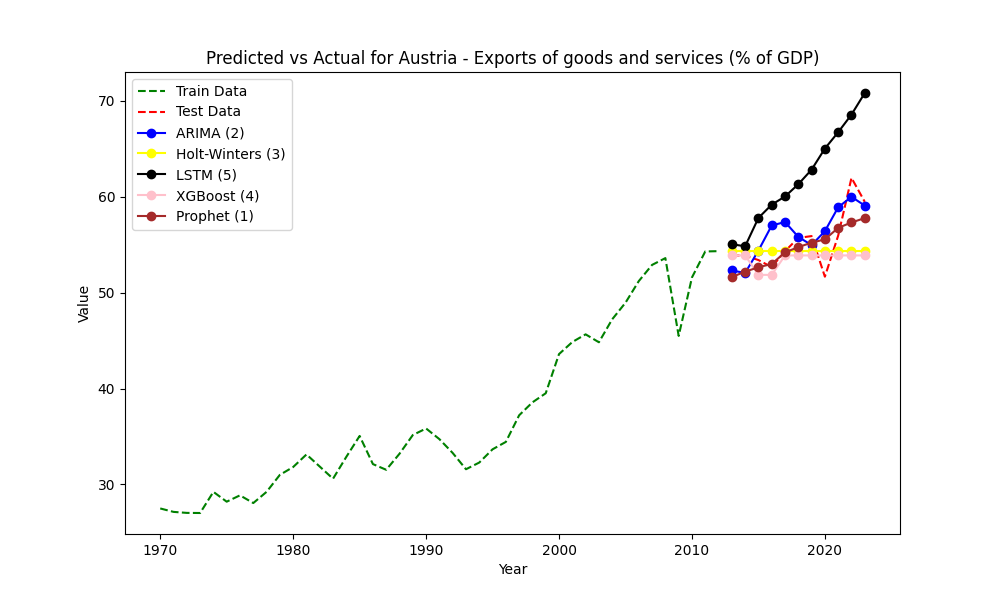 Predicted vs Actual for Austria - Exports of goods and services (% of GDP)
Train Data
Test Data
ARIMA (2)
Holt-Winters (3)
LSTM (5)
XGBoost (4)
Prophet (1)
Value
70
60
50
40
30
1970
1980
1990
2000
2010
2020
Year